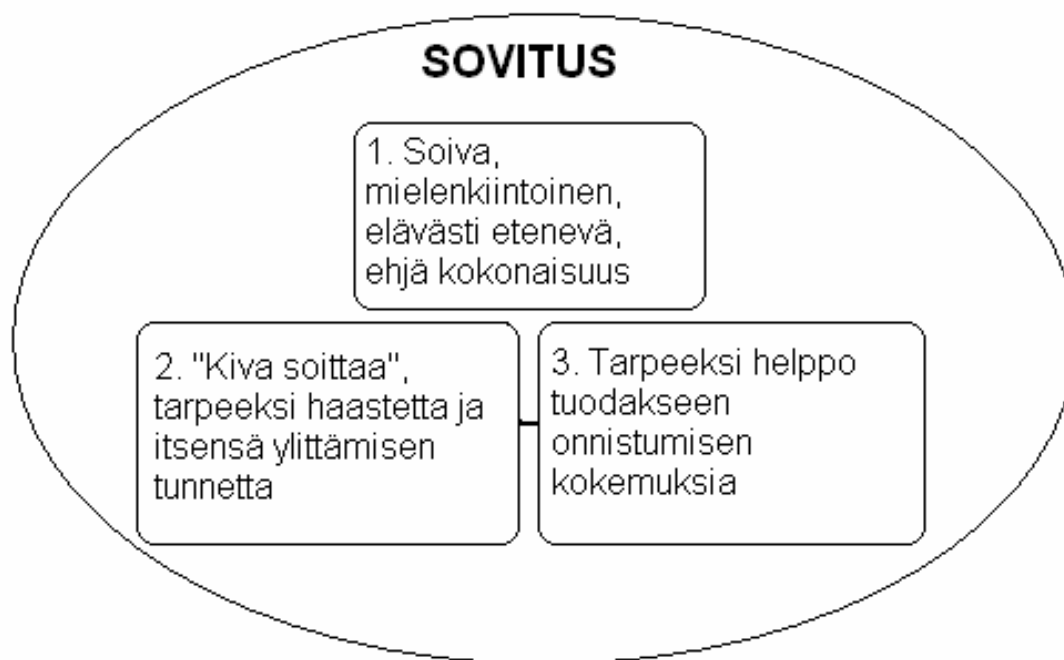 SOVITUS
1. Soiva,
mielenkiintoinen,
elävästi etenevä,
ehjä kokonaisuus
2. "Kiva soittaa",
tarpeeksi haastetta ja
itsensä ylittämisen
tunnetta
3. Tarpeeksi helppo
tuodakseen
onnistumisen
kokemuksia